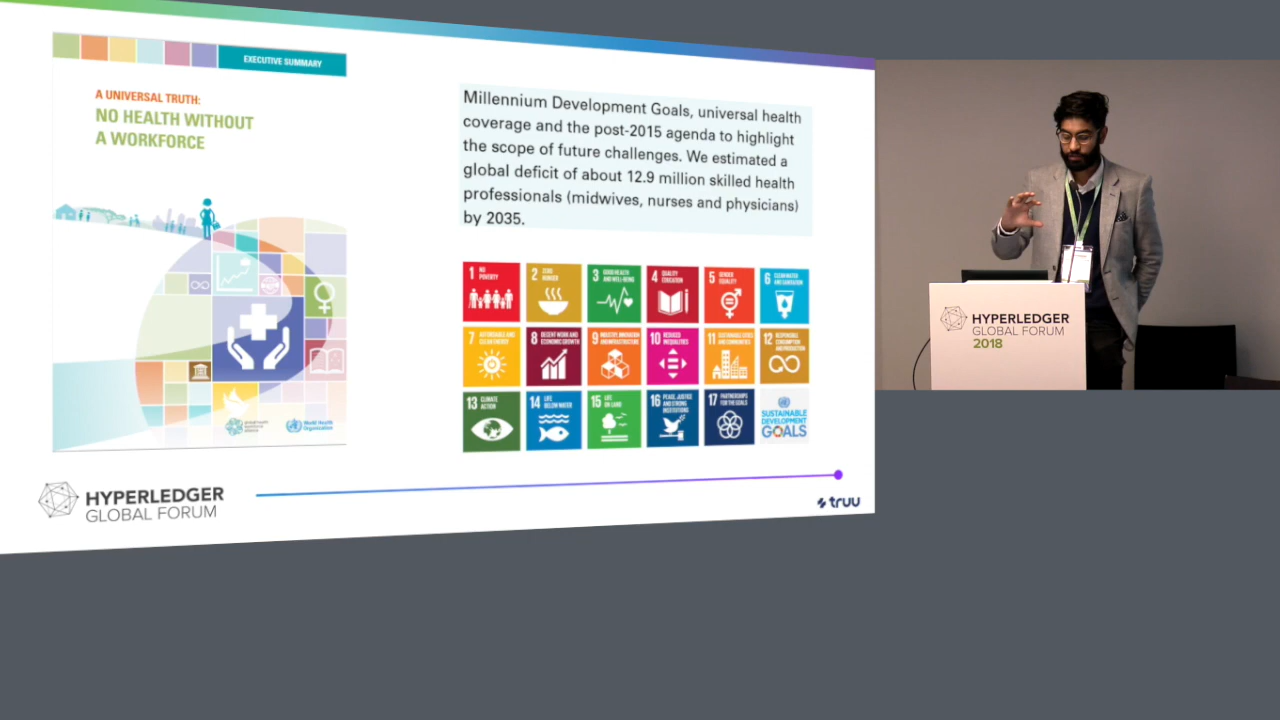 EXECUTIVE SUMMARY
A UNIVERSAL TRUTH:
NO HEALTH WITHOUT
A WORKFORCE
World Health
Organization
Millennium Development Goals, universal health
coverage and the post-2015 agenda to highlight
the scope of future challenges. We estimated a
global deficit of about 12.9 million skilled health
professionals (midwives, nurses and physicians)
by 2035.
1 NO
POVERTY
2 ZERO
HUNGER
3 GOOD HEALTH
AND WELL-BEING
4 QUALITY
EDUCATION
5 GENDER
EQUALITY
6 CLEAN WATER
AND SANITATION
7 AFFORDABLE AND
CLEAN ENERGY
8 DECENT WORK AND
ECONOMIC GROWTH
9 INDUSTRY, INNOVATION
AND INFRASTRUCTURE
10 REDUCED
INEQUALITIES
11 SUSTAINABLE CITIES
AND COMMUNITIES
12 RESPONSIBLE
CONSUMPTION
AND PRODUCTION
13 CLIMATE
ACTION
14 LIFE
BELOW WATER
15 LIFE
ON LAND
16 PEACE, JUSTICE
AND STRONG
INSTITUTIONS
17 PARTNERSHIPS
FOR THE GOALS
SUSTAINABLE
DEVELOPMENT
GOALS
HYPERLEDGER
GLOBAL FORUM
truu
HYPERLEDGER
GLOBAL FORUM
2018